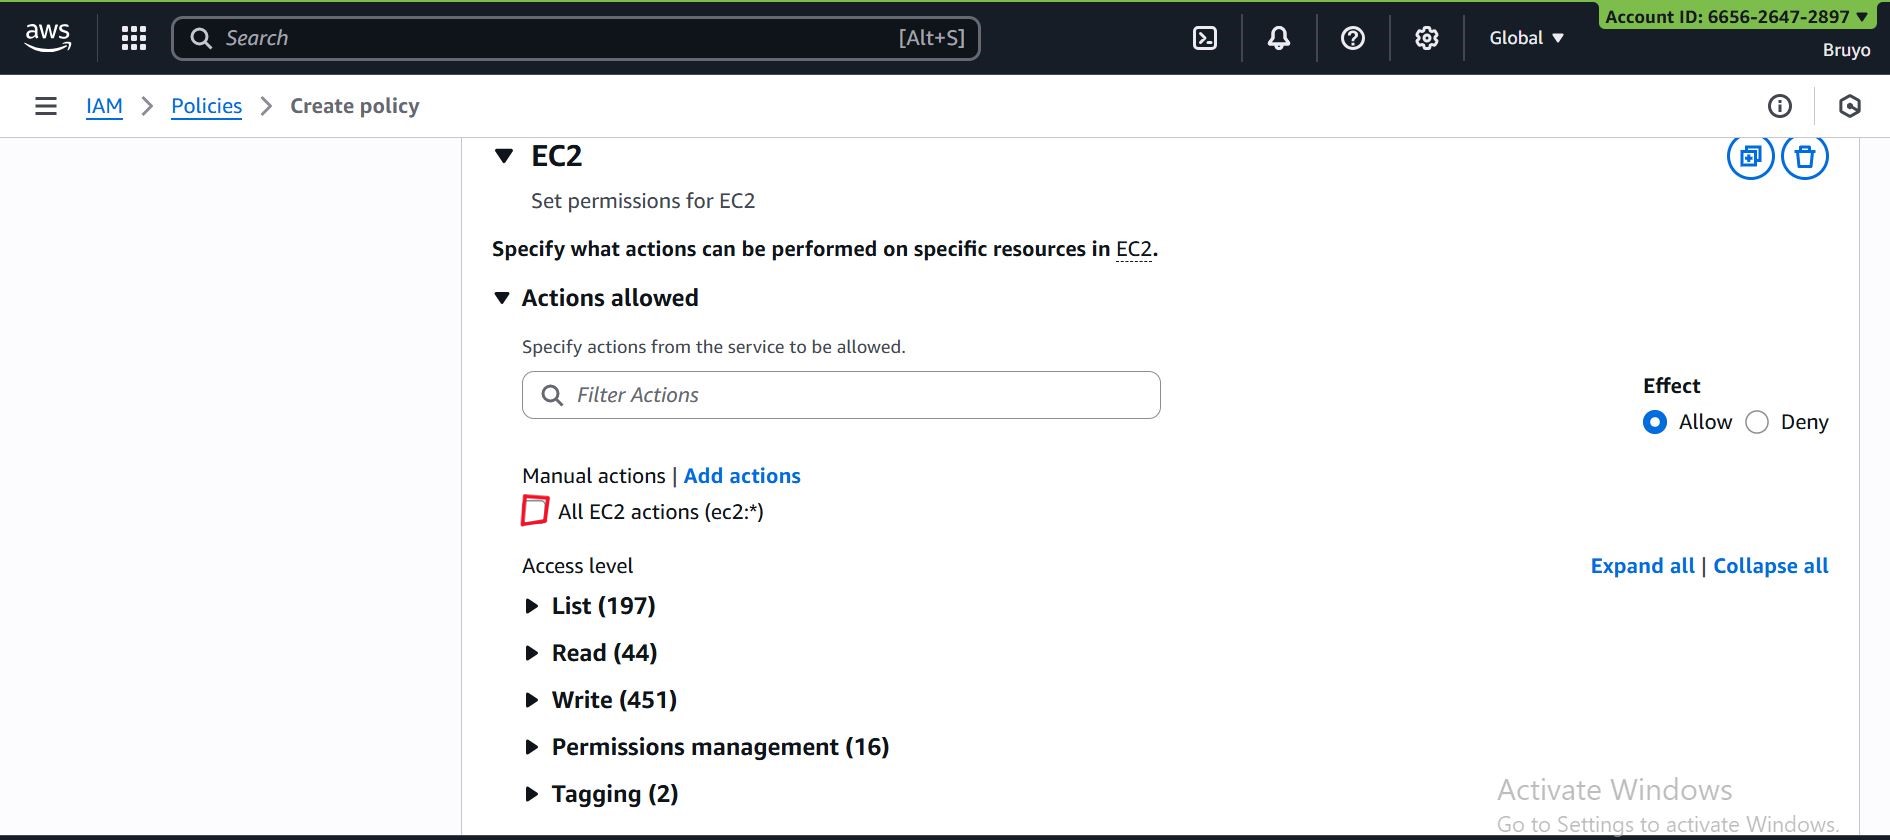 aws
Search [Alt+S]
Global
Account ID: 6656-2647-2897
Bruyo
IAM Policies Create policy
EC2
Set permissions for EC2
Specify what actions can be performed on specific resources in EC2.
Actions allowed
Specify actions from the service to be allowed.
Filter Actions
Effect
Allow Deny
Manual actions | Add actions
All EC2 actions (ec2:*)
Access level
Expand all | Collapse all
List (197)
Read (44)
Write (451)
Permissions management (16)
Tagging (2)
Activate Windows
Go to Settings to activate Windows.